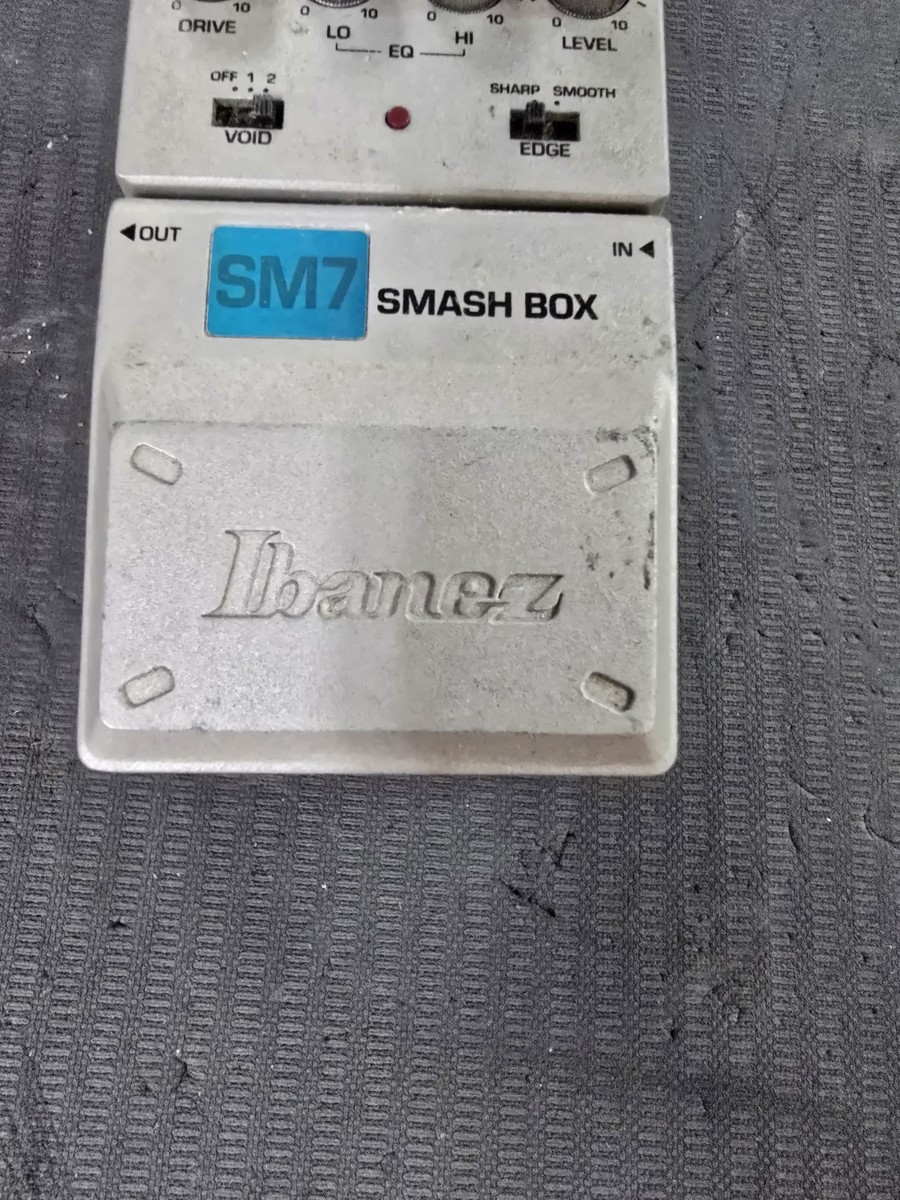 0 10 0 10 0 10 0 10
DRIVE LO HI LEVEL
EQ
OFF 1 2 SHARP SMOOTH
VOID EDGE
OUT IN
SM7 SMASH BOX
Ibanez